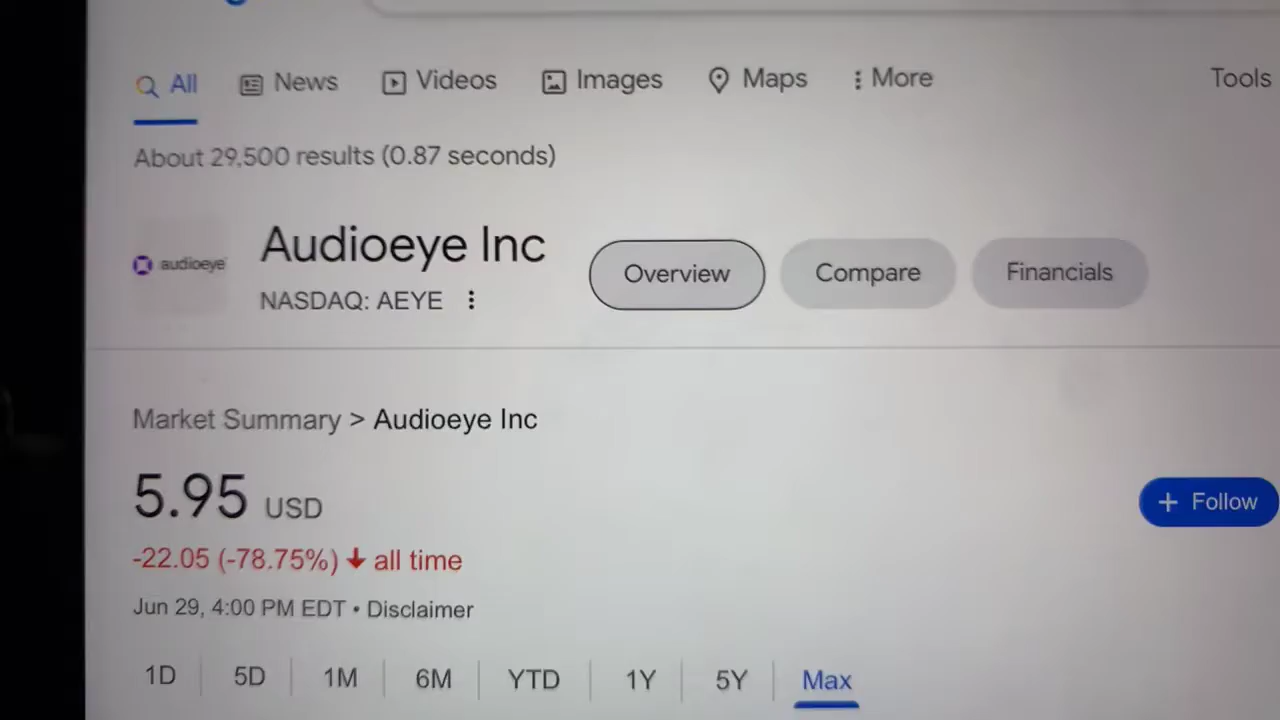 All News Videos Images Maps More Tools
About 29,500 results (0.87 seconds)
audioeye
Audioeye Inc
NASDAQ: AEYE
Overview Compare Financials
Market Summary > Audioeye Inc
5.95 USD
+ Follow
-22.05 (-78.75%) ↓ all time
Jun 29, 4:00 PM EDT • Disclaimer
1D 5D 1M 6M YTD 1Y 5Y Max